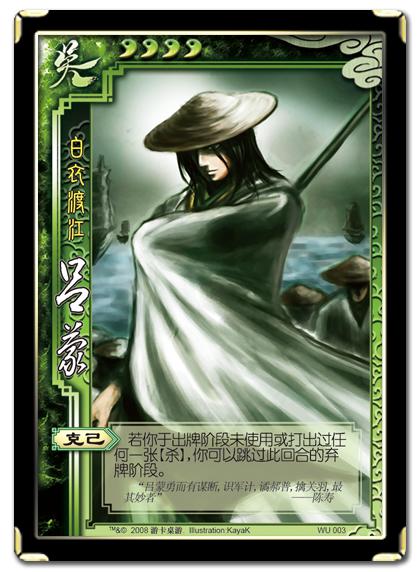 吴
白衣渡江
吕蒙
克己
若你于出牌阶段未使用或打出过任
何一张【杀】，你可以跳过此回合的弃
牌阶段。
“吕蒙勇而有谋断，识军计，谲郝普，擒关羽，最
其妙者” ——陈寿
™&© 2008 游卡桌游. Illustration:KayaK WU 003